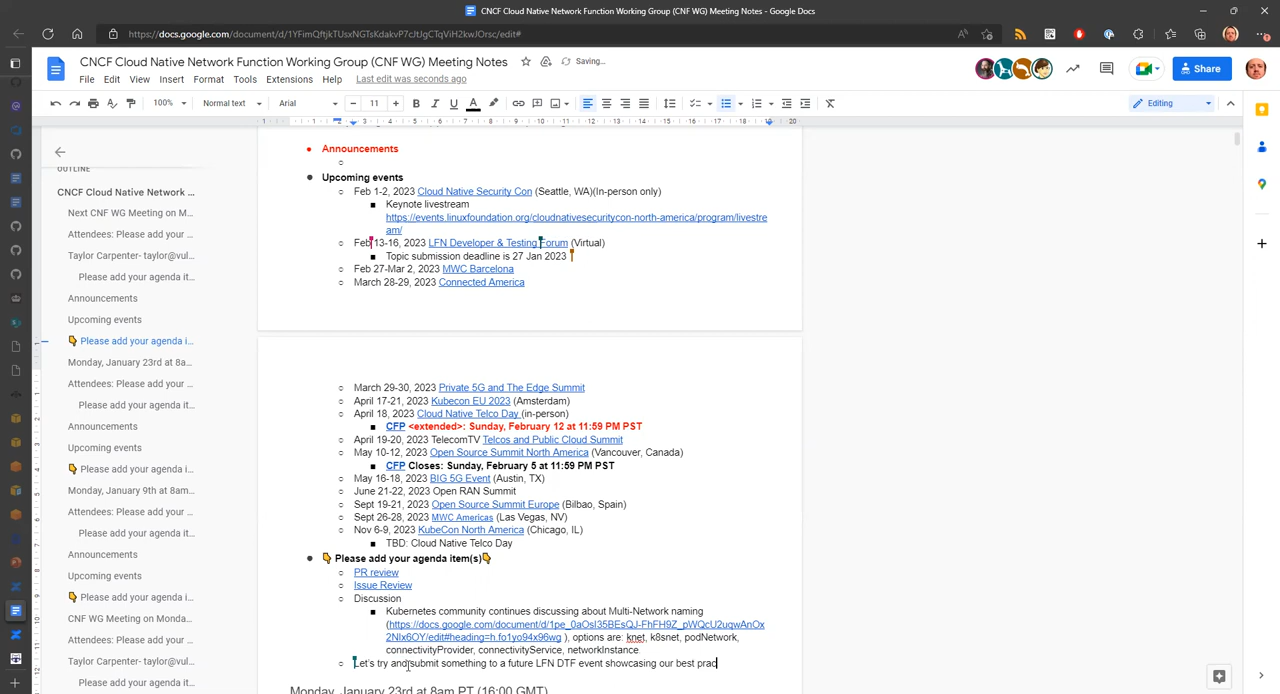 CNCF Cloud Native Network Function Working Group (CNF WG) Meeting Notes - Google Docs
https://docs.google.com/document/d/1YFimQftjkTUsxNGTsKdakvP7cJtJgCTqViH2kwJOrsc/edit#
CNCF Cloud Native Network Function Working Group (CNF WG) Meeting Notes
Saving...
File Edit View Insert Format Tools Extensions Help Last edit was seconds ago
Share
100% Normal text Arial 11
Editing
OUTLINE
CNCF Cloud Native Network ...
Next CNF WG Meeting on M...
Attendees: Please add your ...
Taylor Carpenter- taylor@vul...
Please add your agenda it...
Announcements
Upcoming events
👇 Please add your agenda i...
Monday, January 23rd at 8a...
Attendees: Please add your ...
Please add your agenda it...
Announcements
Upcoming events
👇 Please add your agenda i...
Monday, January 9th at 8am...
Attendees: Please add your ...
Please add your agenda it...
Announcements
Upcoming events
👇 Please add your agenda i...
CNF WG Meeting on Monda...
Attendees: Please add your ...
Taylor Carpenter- taylor@vul...
Please add your agenda it...
Announcements
Upcoming events
Feb 1-2, 2023 Cloud Native Security Con (Seattle, WA)(In-person only)
Keynote livestream
https://events.linuxfoundation.org/cloudnativesecuritycon-north-america/program/livestre
am/
Feb 13-16, 2023 LFN Developer & Testing Forum (Virtual)
Topic submission deadline is 27 Jan 2023
Feb 27-Mar 2, 2023 MWC Barcelona
March 28-29, 2023 Connected America
March 29-30, 2023 Private 5G and The Edge Summit
April 17-21, 2023 Kubecon EU 2023 (Amsterdam)
April 18, 2023 Cloud Native Telco Day (in-person)
CFP <extended>: Sunday, February 12 at 11:59 PM PST
April 19-20, 2023 TelecomTV Telcos and Public Cloud Summit
May 10-12, 2023 Open Source Summit North America (Vancouver, Canada)
CFP Closes: Sunday, February 5 at 11:59 PM PST
May 16-18, 2023 BIG 5G Event (Austin, TX)
June 21-22, 2023 Open RAN Summit
Sept 19-21, 2023 Open Source Summit Europe (Bilbao, Spain)
Sept 26-28, 2023 MWC Americas (Las Vegas, NV)
Nov 6-9, 2023 KubeCon North America (Chicago, IL)
TBD: Cloud Native Telco Day
👇 Please add your agenda item(s)👇
PR review
Issue Review
Discussion
Kubernetes community continues discussing about Multi-Network naming
(https://docs.google.com/document/d/1pe_0aOsI35BEsQJ-FhFH9Z_pWQcU2uqwAnOx
2NIx6OY/edit#heading=h.fo1yo94x96wg ), options are: knet, k8snet, podNetwork,
connectivityProvider, connectivityService, networkInstance.
Let's try and submit something to a future LFN DTF event showcasing our best prac
Monday, January 23rd at 8am PT (16:00 GMT)